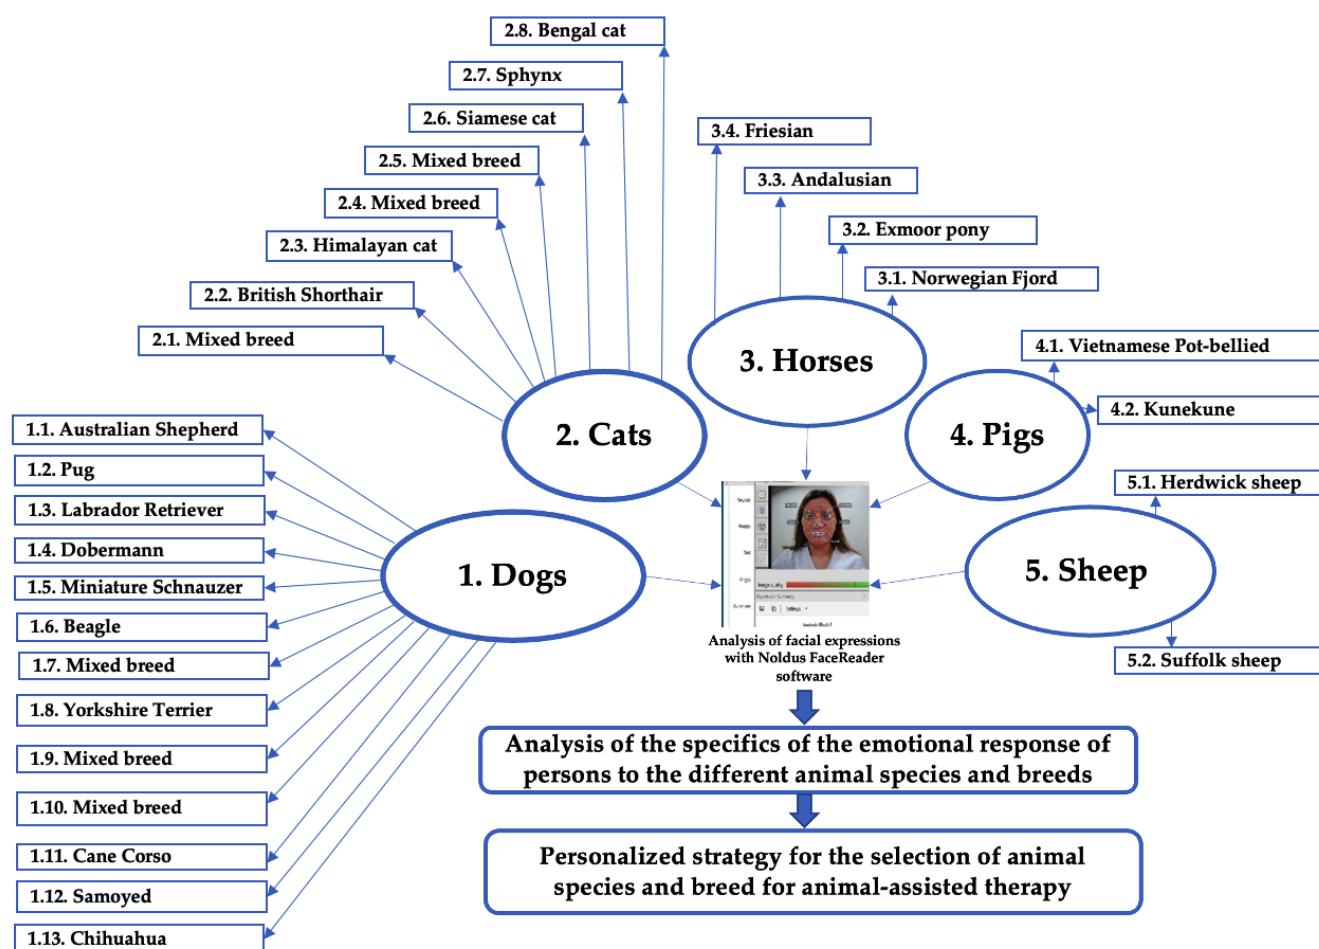 2.8. Bengal cat
2.7. Sphynx
2.6. Siamese cat
2.5. Mixed breed
2.4. Mixed breed
2.3. Himalayan cat
2.2. British Shorthair
2.1. Mixed breed
3.4. Friesian
3.3. Andalusian
3.2. Exmoor pony
3.1. Norwegian Fjord
3. Horses
4.1. Vietnamese Pot-bellied
4.2. Kunekune
4. Pigs
2. Cats
1.1. Australian Shepherd
1.2. Pug
1.3. Labrador Retriever
1.4. Dobermann
1.5. Miniature Schnauzer
1.6. Beagle
1.7. Mixed breed
1.8. Yorkshire Terrier
1.9. Mixed breed
1.10. Mixed breed
1.11. Cane Corso
1.12. Samoyed
1.13. Chihuahua
1. Dogs
5.1. Herdwick sheep
5. Sheep
5.2. Suffolk sheep
Neutral
Happy
Sad
Angry
Settings
Analysis of facial expressions
with Noldus FaceReader
software
Analysis of the specifics of the emotional response of
persons to the different animal species and breeds
Personalized strategy for the selection of animal
species and breed for animal-assisted therapy